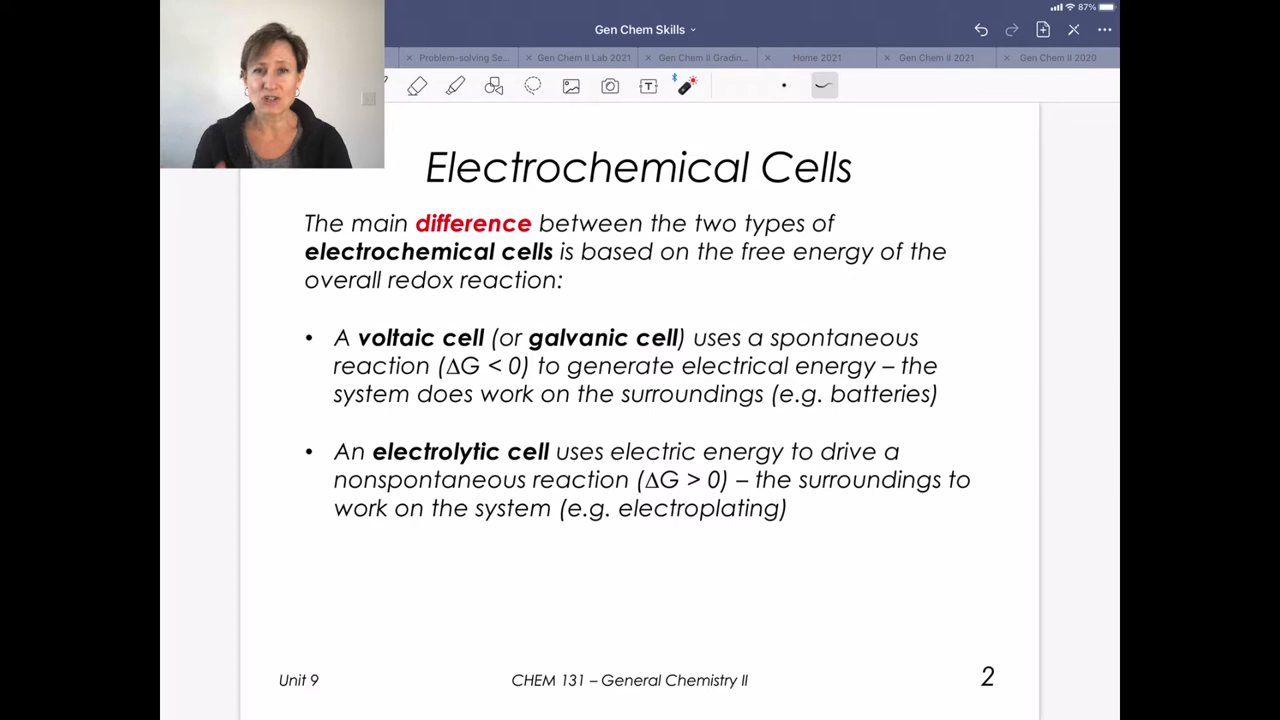 87%
Gen Chem Skills
Problem-solving Se...
Gen Chem II Lab 2021
Gen Chem II Gradin...
Home 2021
Gen Chem II 2021
Gen Chem II 2020
T
Electrochemical Cells
The main difference between the two types of
electrochemical cells is based on the free energy of the
overall redox reaction:
• A voltaic cell (or galvanic cell) uses a spontaneous
reaction (∆G < 0) to generate electrical energy – the
system does work on the surroundings (e.g. batteries)
• An electrolytic cell uses electric energy to drive a
nonspontaneous reaction (∆G > 0) – the surroundings to
work on the system (e.g. electroplating)
Unit 9
CHEM 131 – General Chemistry II
2